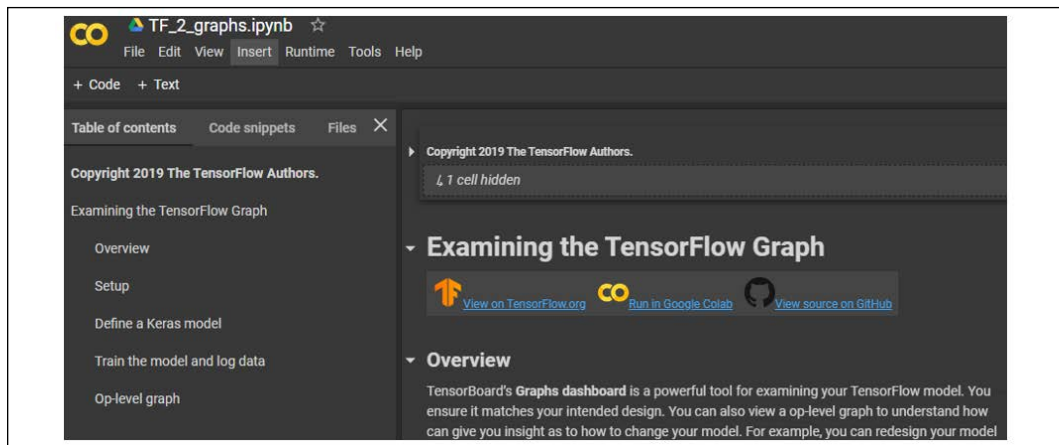 CO TF_2_graphs.ipynb
File Edit View Insert Runtime Tools Help
+ Code + Text
Table of contents Code snippets Files X
Copyright 2019 The TensorFlow Authors.
Examining the TensorFlow Graph
Overview
Setup
Define a Keras model
Train the model and log data
Op-level graph
Copyright 2019 The TensorFlow Authors.
↳ 1 cell hidden
Examining the TensorFlow Graph
View on TensorFlow.org CO Run in Google Colab View source on GitHub
Overview
TensorBoard's Graphs dashboard is a powerful tool for examining your TensorFlow model. You
ensure it matches your intended design. You can also view a op-level graph to understand how
can give you insight as to how to change your model. For example, you can redesign your model